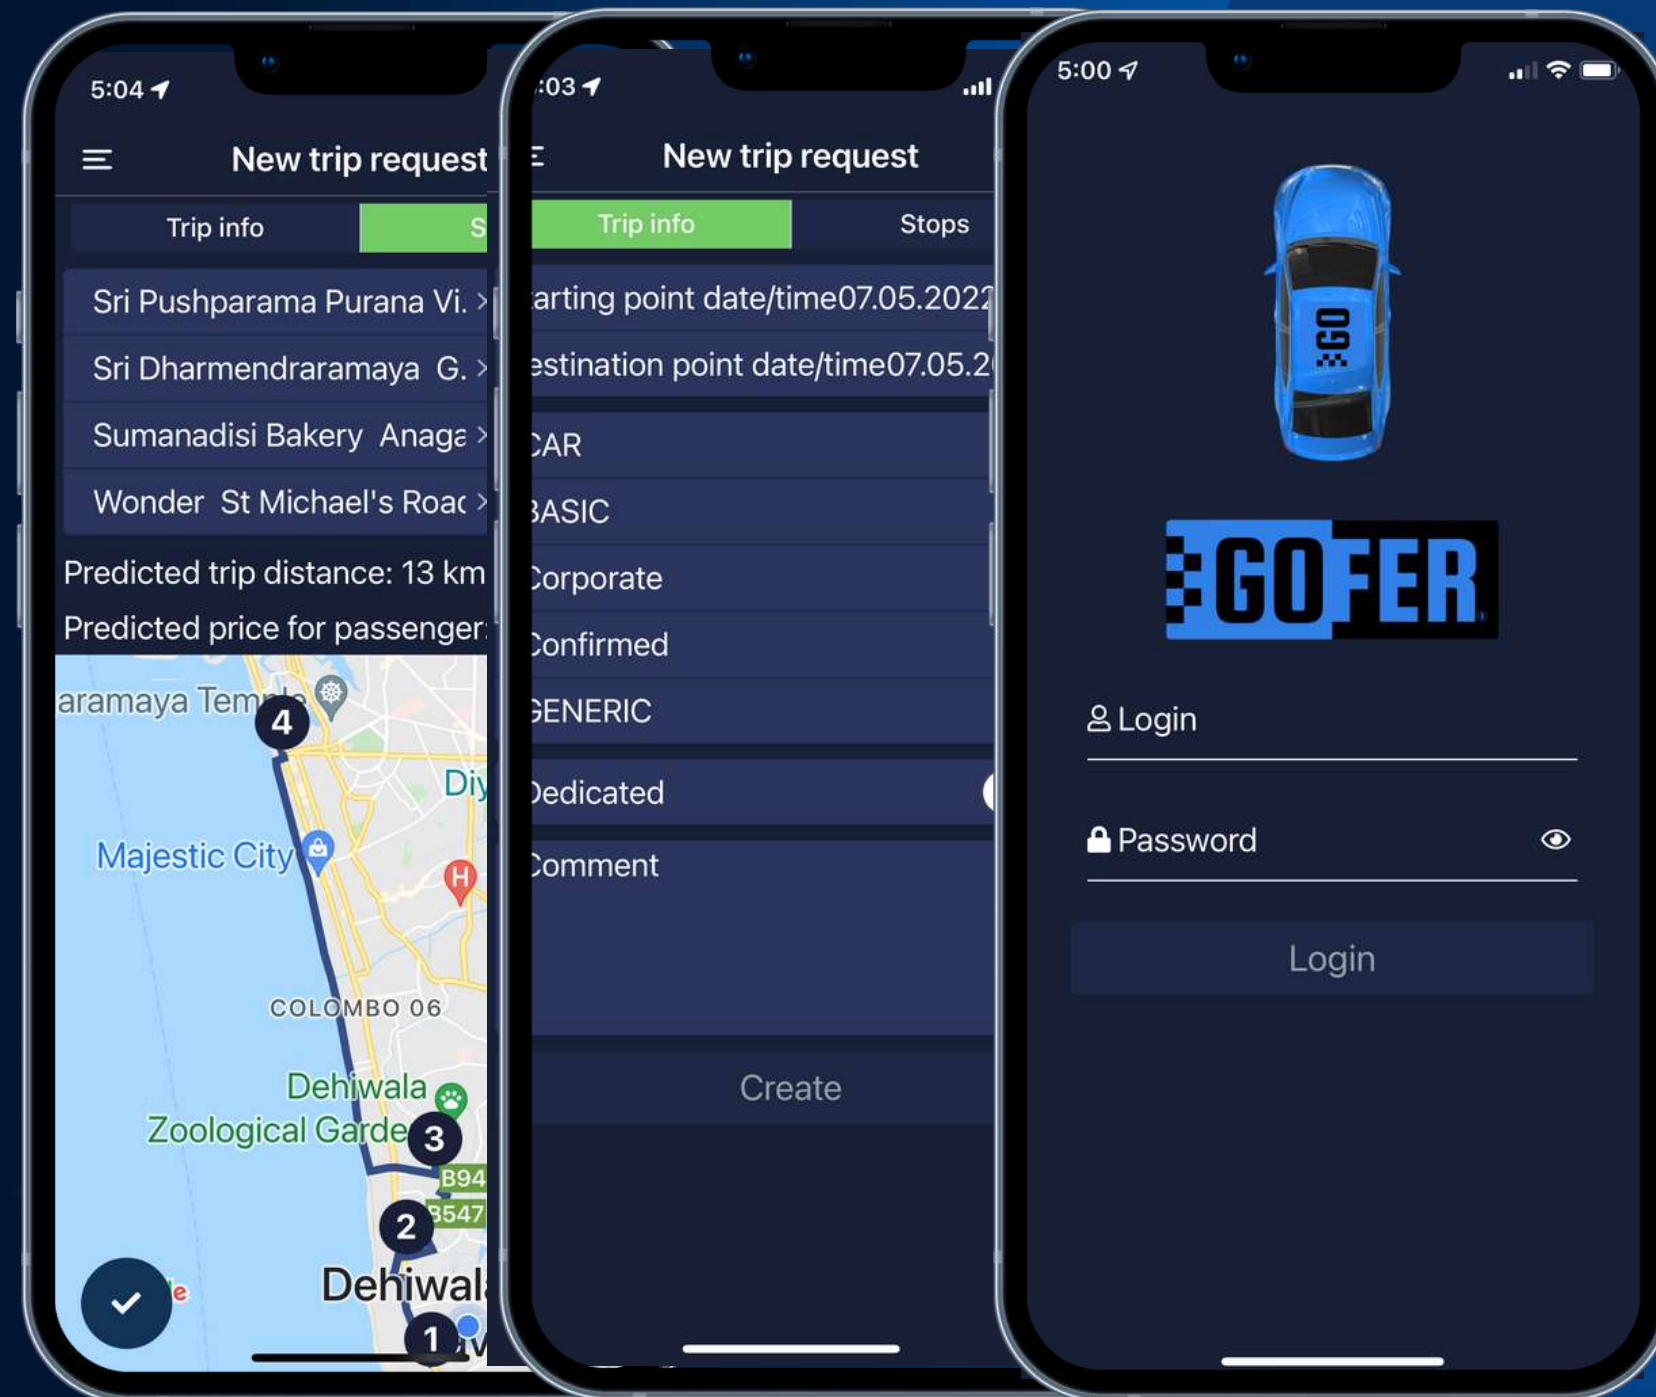 5:04
New trip request
Trip info
S
Sri Pushparama Purana Vi.
Sri Dharmendraramaya G.
Sumanadisi Bakery Anaga
Wonder St Michael's Road
Predicted trip distance: 13 km
Predicted price for passenger:
aramaya Temple
4
Diy
Majestic City
H
COLOMBO 06
Dehiwala
Zoological Garde
3
B94
B547
2
Dehiwala
1
:03
New trip request
Trip info
Stops
tarting point date/time07.05.2022
estination point date/time07.05.2
CAR
BASIC
Corporate
Confirmed
GENERIC
Dedicated
Comment
Create
5:00
GO
GOFER
Login
Password
Login